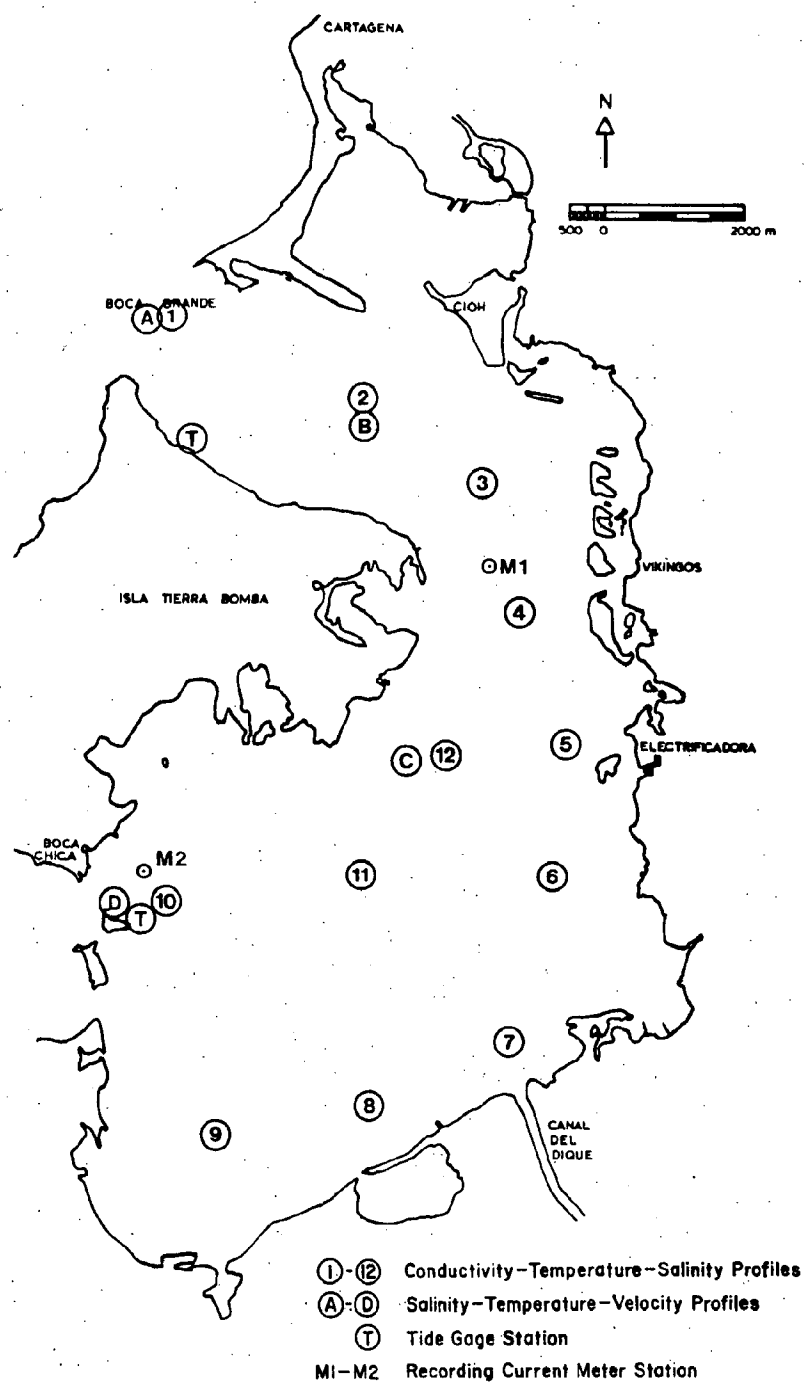 CARTAGENA
N
500 0 2000 m
CIOH
BOCA GRANDE
A 1
2
B
T
3
M1
VIKINGOS
ISLA TIERRA BOMBA
4
C 12 5
ELECTRIFICADORA
BOCA
CHICA
M2
11 6
D T 10
7
8
9
CANAL
DEL
DIQUE
1-12 Conductivity-Temperature-Salinity Profiles
A-D Salinity-Temperature-Velocity Profiles
T Tide Gage Station
M1-M2 Recording Current Meter Station